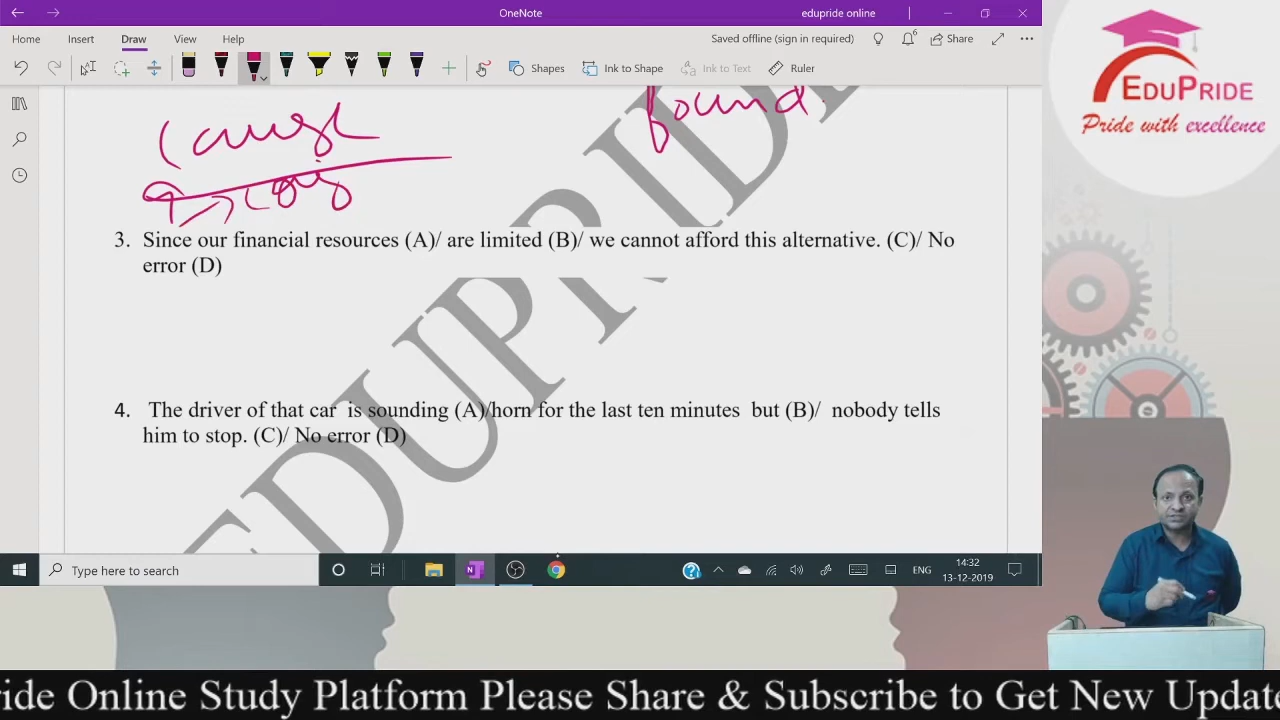 OneNote
edupride online
Home Insert Draw View Help
Saved offline (sign in required)
6
Share
Shapes
Ink to Shape
Ink to Text
Ruler
EDUPRIDE
Pride with excellence
found.
3. Since our financial resources (A)/ are limited (B)/ we cannot afford this alternative. (C)/ No
error (D)
4. The driver of that car is sounding (A)/horn for the last ten minutes but (B)/ nobody tells
him to stop. (C)/ No error (D)
EDUPRIDE
Type here to search
ENG
14:32
13-12-2019
ride Online Study Platform Please Share & Subscribe to Get New Update